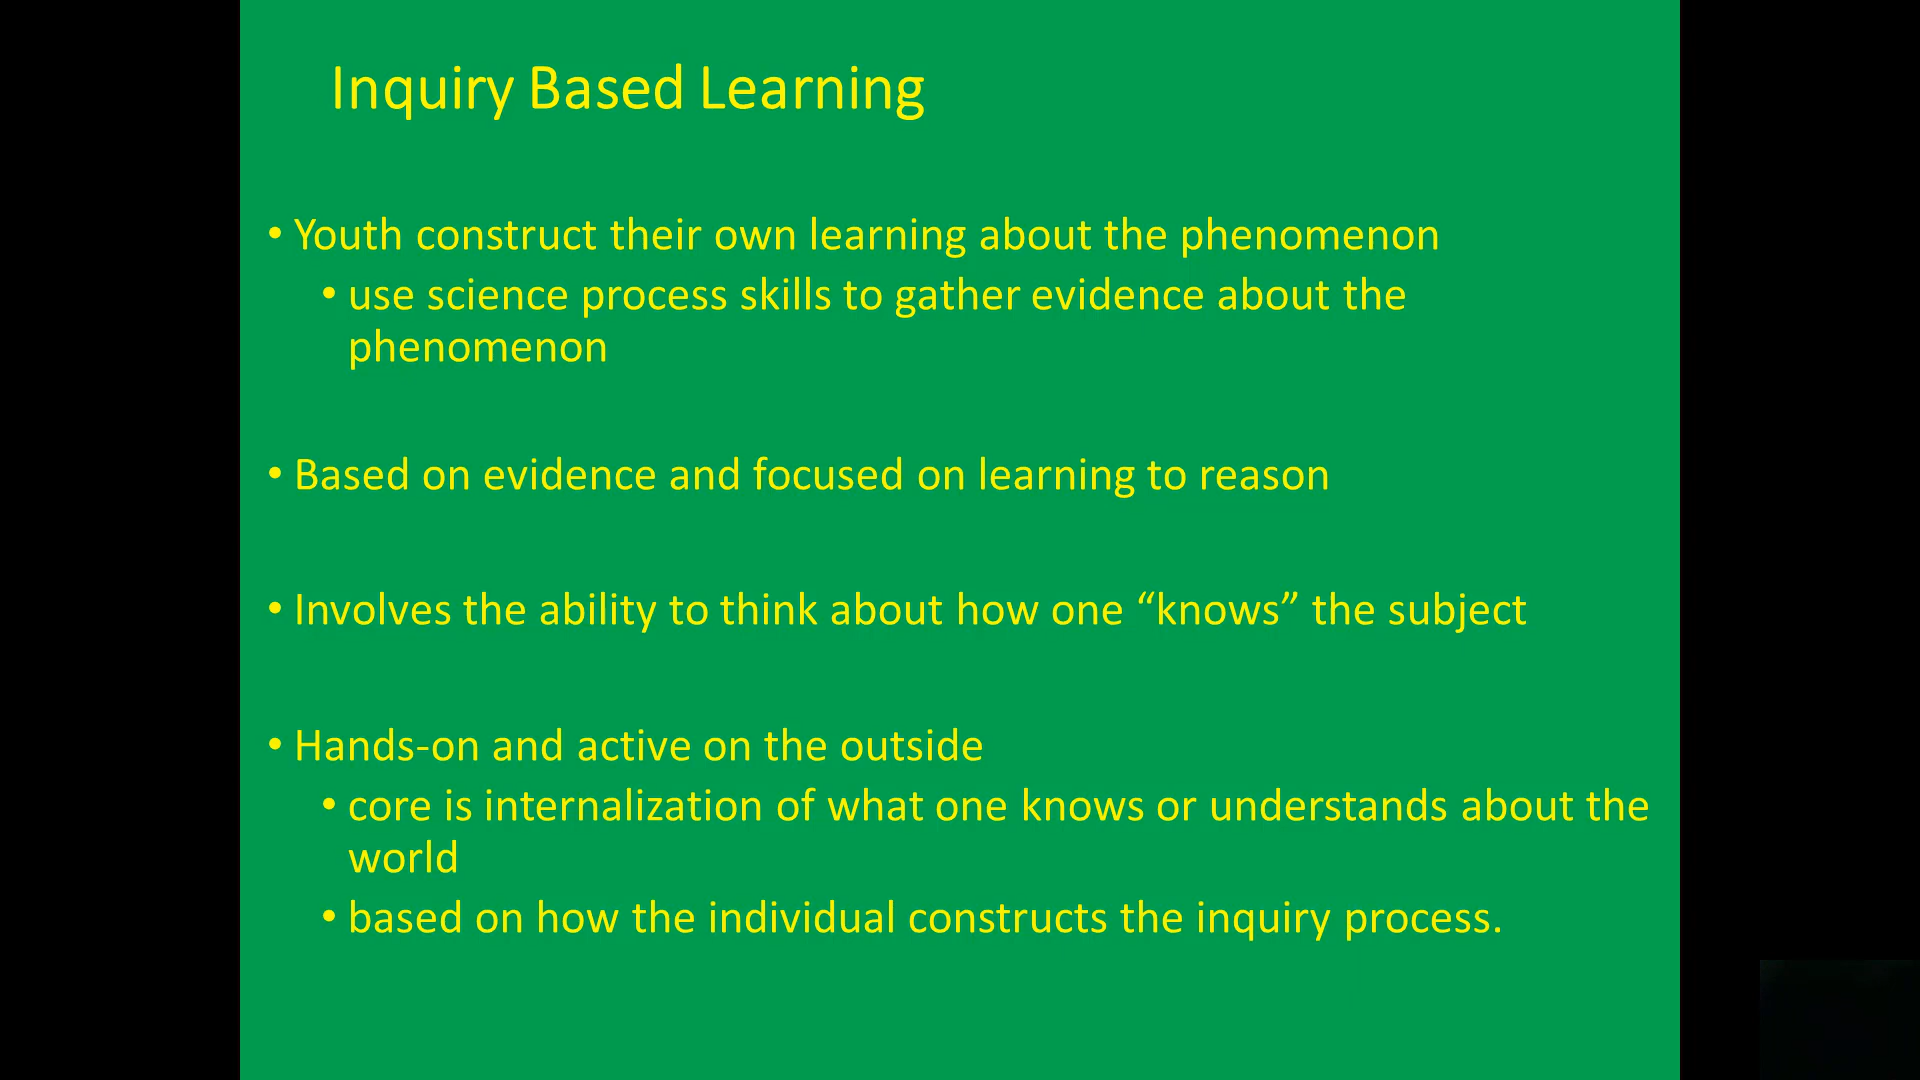 Inquiry Based Learning
• Youth construct their own learning about the phenomenon
• use science process skills to gather evidence about the
phenomenon
• Based on evidence and focused on learning to reason
• Involves the ability to think about how one “knows” the subject
• Hands-on and active on the outside
• core is internalization of what one knows or understands about the
world
• based on how the individual constructs the inquiry process.